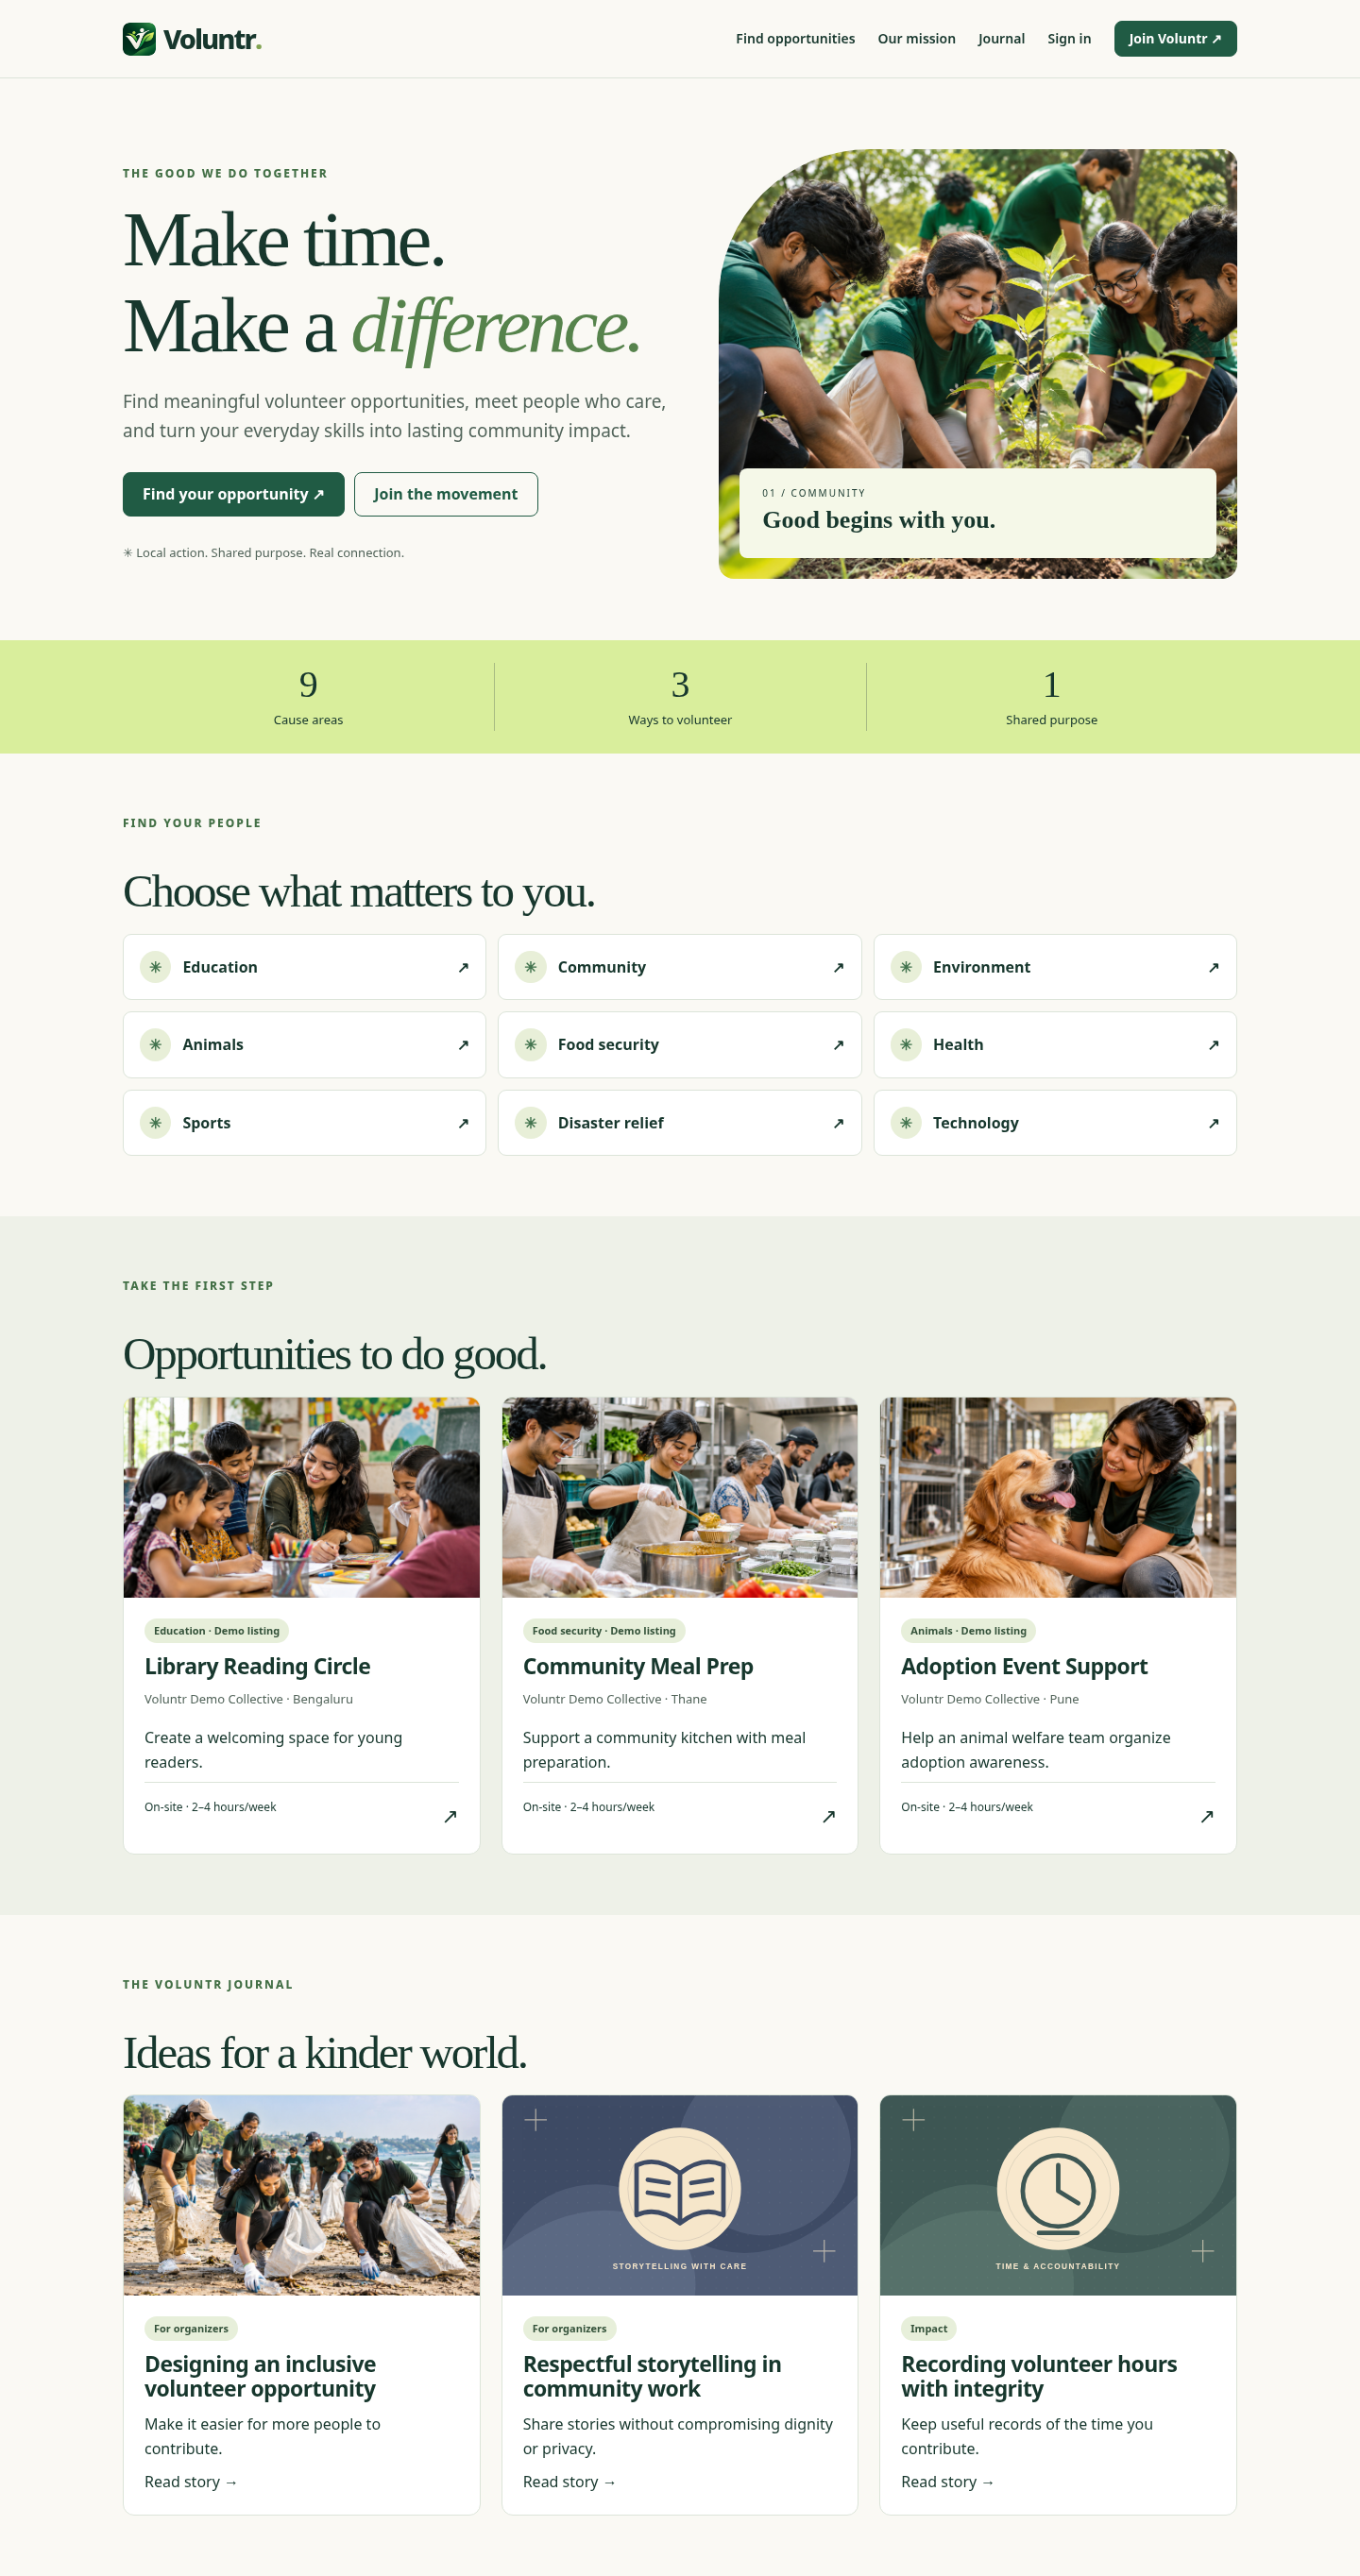 Voluntr.
Find opportunities
Our mission
Journal
Sign in
Join Voluntr ↗
THE GOOD WE DO TOGETHER
Make time.
Make a difference.
Find meaningful volunteer opportunities, meet people who care,
and turn your everyday skills into lasting community impact.
Find your opportunity ↗
Join the movement
✳ Local action. Shared purpose. Real connection.
01 / COMMUNITY
Good begins with you.
9
Cause areas
3
Ways to volunteer
1
Shared purpose
FIND YOUR PEOPLE
Choose what matters to you.
✳ Education ↗
✳ Community ↗
✳ Environment ↗
✳ Animals ↗
✳ Food security ↗
✳ Health ↗
✳ Sports ↗
✳ Disaster relief ↗
✳ Technology ↗
TAKE THE FIRST STEP
Opportunities to do good.
Education · Demo listing
Library Reading Circle
Voluntr Demo Collective · Bengaluru
Create a welcoming space for young
readers.
On-site · 2–4 hours/week ↗
Food security · Demo listing
Community Meal Prep
Voluntr Demo Collective · Thane
Support a community kitchen with meal
preparation.
On-site · 2–4 hours/week ↗
Animals · Demo listing
Adoption Event Support
Voluntr Demo Collective · Pune
Help an animal welfare team organize
adoption awareness.
On-site · 2–4 hours/week ↗
THE VOLUNTR JOURNAL
Ideas for a kinder world.
For organizers
Designing an inclusive
volunteer opportunity
Make it easier for more people to
contribute.
Read story →
STORYTELLING WITH CARE
For organizers
Respectful storytelling in
community work
Share stories without compromising dignity
or privacy.
Read story →
TIME & ACCOUNTABILITY
Impact
Recording volunteer hours
with integrity
Keep useful records of the time you
contribute.
Read story →